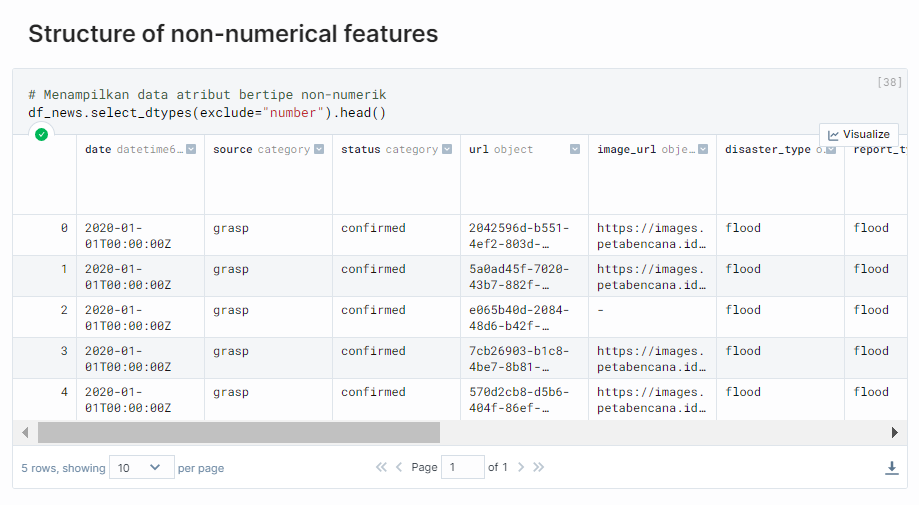 Structure of non-numerical features
[38]
# Menampilkan data atribut bertipe non-numerik
df_news.select_dtypes(exclude="number").head()
Visualize
date datetime6… source category status category url object image_url obje… disaster_type o… report_t
0 2020-01-01T00:00:00Z grasp confirmed 2042596d-b551-4ef2-803d-… https://images.petabencana.id… flood flood
1 2020-01-01T00:00:00Z grasp confirmed 5a0ad45f-7020-43b7-882f-… https://images.petabencana.id… flood flood
2 2020-01-01T00:00:00Z grasp confirmed e065b40d-2084-48d6-b42f-… - flood flood
3 2020-01-01T00:00:00Z grasp confirmed 7cb26903-b1c8-4be7-8b81-… https://images.petabencana.id… flood flood
4 2020-01-01T00:00:00Z grasp confirmed 570d2cb8-d5b6-404f-86ef-… https://images.petabencana.id… flood flood
5 rows, showing 10 per page Page 1 of 1